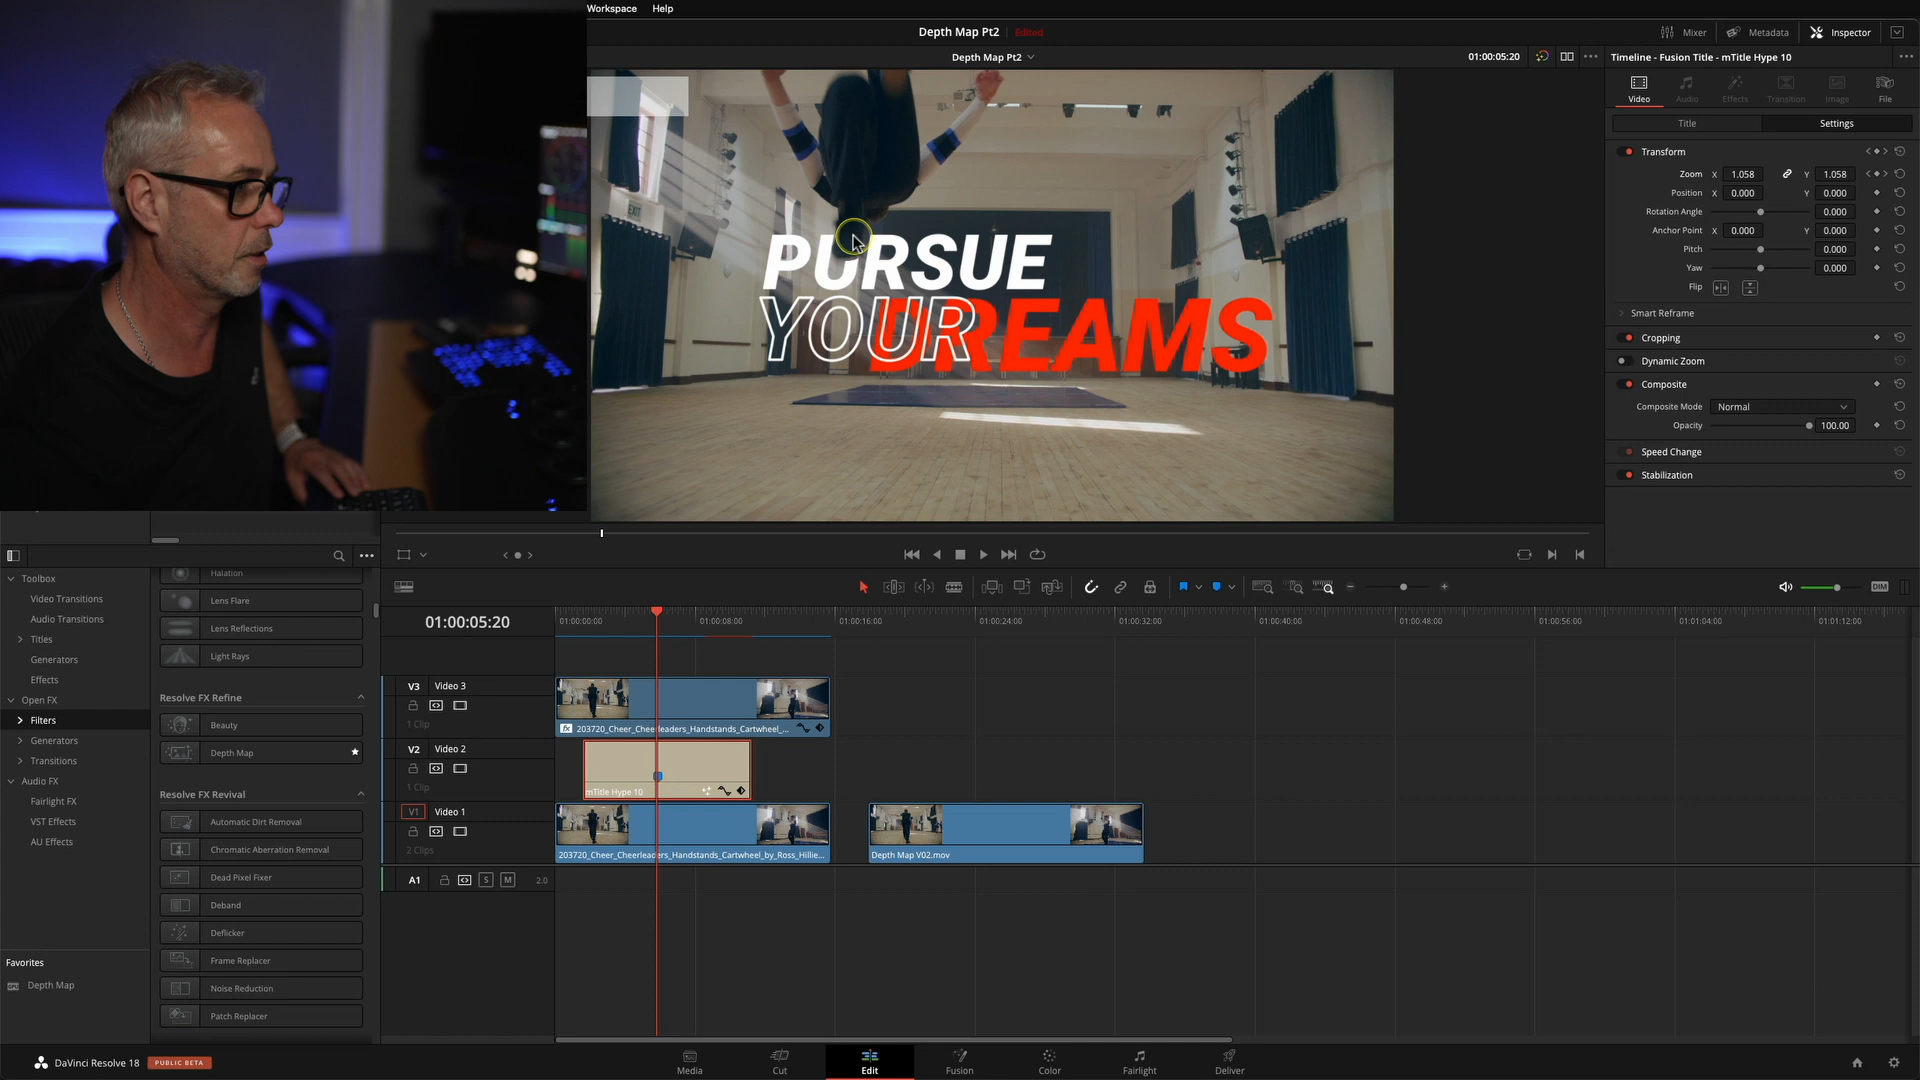 Workspace Help
Depth Map Pt2 Edited
Mixer Metadata Inspector
Depth Map Pt2
01:00:05:20
Timeline - Fusion Title - mTitle Hype 10
Video Audio Effects Transition Image File
Title Settings
Transform
Zoom X 1.058 Y 1.058
Position X 0.000 Y 0.000
Rotation Angle 0.000
Anchor Point X 0.000 Y 0.000
Pitch 0.000
Yaw 0.000
Flip
Smart Reframe
Cropping
Dynamic Zoom
Composite
Composite Mode Normal
Opacity 100.00
Speed Change
Stabilization
EXIT
PURSUE
YOUR DREAMS
Toolbox
Video Transitions
Audio Transitions
Titles
Generators
Effects
Open FX
Filters
Generators
Transitions
Audio FX
Fairlight FX
VST Effects
AU Effects
Favorites
Depth Map
Halation
Lens Flare
Lens Reflections
Light Rays
Resolve FX Refine
Beauty
Depth Map
Resolve FX Revival
Automatic Dirt Removal
Chromatic Aberration Removal
Dead Pixel Fixer
Deband
Deflicker
Frame Replacer
Noise Reduction
Patch Replacer
DIM
01:00:05:20
01:00:00:00 01:00:08:00 01:00:16:00 01:00:24:00 01:00:32:00 01:00:40:00 01:00:48:00 01:00:56:00 01:01:04:00 01:01:12:00
V3 Video 3
1 Clip
fx 203720_Cheer_Cheerleaders_Handstands_Cartwheel_...
V2 Video 2
1 Clip
mTitle Hype 10
V1 Video 1
2 Clips
203720_Cheer_Cheerleaders_Handstands_Cartwheel_by_Ross_Hillie...
Depth Map V02.mov
A1 S M 2.0
DaVinci Resolve 18 PUBLIC BETA
Media Cut Edit Fusion Color Fairlight Deliver